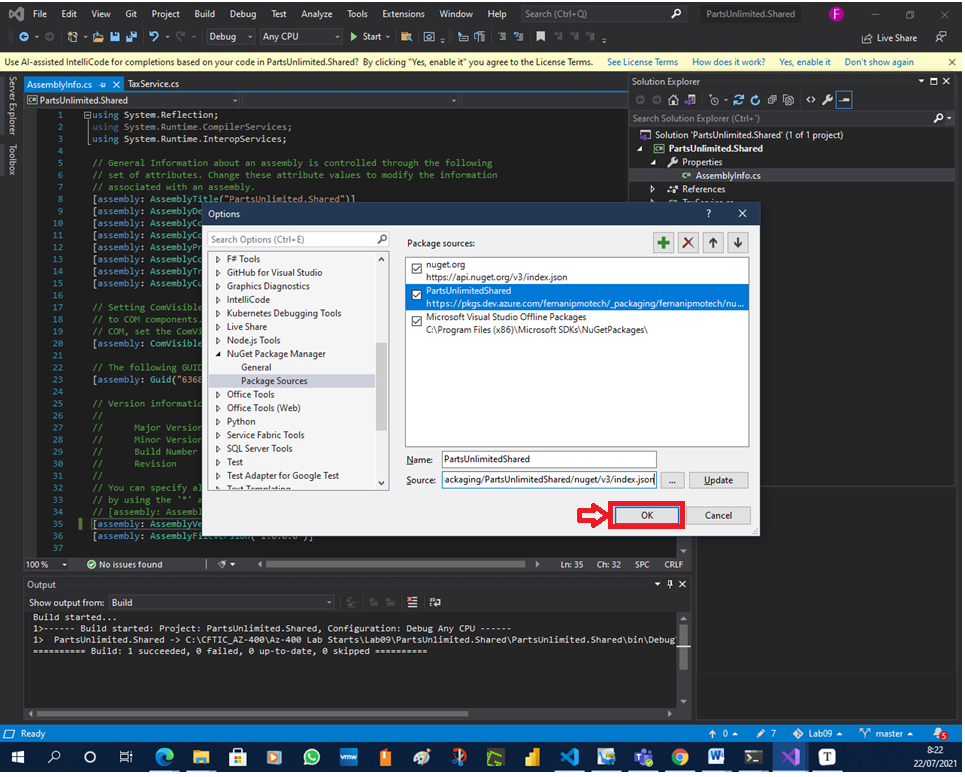 File Edit View Git Project Build Debug Test Analyze Tools Extensions Window Help Search (Ctrl+Q) PartsUnlimited.Shared F
Debug Any CPU Start Live Share
Use AI-assisted IntelliCode for completions based on your code in PartsUnlimited.Shared? By clicking "Yes, enable it" you agree to the License Terms. See License Terms How does it work? Yes, enable it Don't show again
Server Explorer
Toolbox
AssemblyInfo.cs TaxService.cs
PartsUnlimited.Shared
1 using System.Reflection;
2 using System.Runtime.CompilerServices;
3 using System.Runtime.InteropServices;
4
5 // General Information about an assembly is controlled through the following
6 // set of attributes. Change these attribute values to modify the information
7 // associated with an assembly.
8 [assembly: AssemblyTitle("PartsUnlimited.Shared")]
9 [assembly: AssemblyDe
10 [assembly: AssemblyCo
11 [assembly: AssemblyCo
12 [assembly: AssemblyPr
13 [assembly: AssemblyCo
14 [assembly: AssemblyTr
15 [assembly: AssemblyCu
16
17 // Setting ComVisible
18 // to COM components.
19 // COM, set the ComVi
20 [assembly: ComVisible
21
22 // The following GUID
23 [assembly: Guid("6368
24
25 // Version informatio
26 //
27 // Major Version
28 // Minor Version
29 // Build Number
30 // Revision
31 //
32 // You can specify al
33 // by using the '*' a
34 // [assembly: Assembl
35 [assembly: AssemblyVe
36 [assembly: AssemblyFileVersion("1.0.0.0")]
37
100 % No issues found Ln: 35 Ch: 32 SPC CRLF
Solution Explorer
Search Solution Explorer (Ctrl+´)
Solution 'PartsUnlimited.Shared' (1 of 1 project)
PartsUnlimited.Shared
Properties
C# AssemblyInfo.cs
References
Options ?
Search Options (Ctrl+E)
F# Tools
GitHub for Visual Studio
Graphics Diagnostics
IntelliCode
Kubernetes Debugging Tools
Live Share
Node.js Tools
NuGet Package Manager
General
Package Sources
Office Tools
Office Tools (Web)
Python
Service Fabric Tools
SQL Server Tools
Test
Test Adapter for Google Test
Text Templating
Package sources:
nuget.org
https://api.nuget.org/v3/index.json
PartsUnlimitedShared
https://pkgs.dev.azure.com/fernanipmotech/_packaging/fernanipmotech/nu...
Microsoft Visual Studio Offline Packages
C:\Program Files (x86)\Microsoft SDKs\NuGetPackages\
Name: PartsUnlimitedShared
Source: ackaging/PartsUnlimitedShared/nuget/v3/index.json ... Update
OK Cancel
Output
Show output from: Build
Build started...
1>------ Build started: Project: PartsUnlimited.Shared, Configuration: Debug Any CPU ------
1> PartsUnlimited.Shared -> C:\CFTIC_AZ-400\Az-400 Lab Starts\Lab09\PartsUnlimited.Shared\PartsUnlimited.Shared\bin\Debug
========== Build: 1 succeeded, 0 failed, 0 up-to-date, 0 skipped ==========
Ready 0 7 Lab09 master 5
vmw W T
8:22
22/07/2021